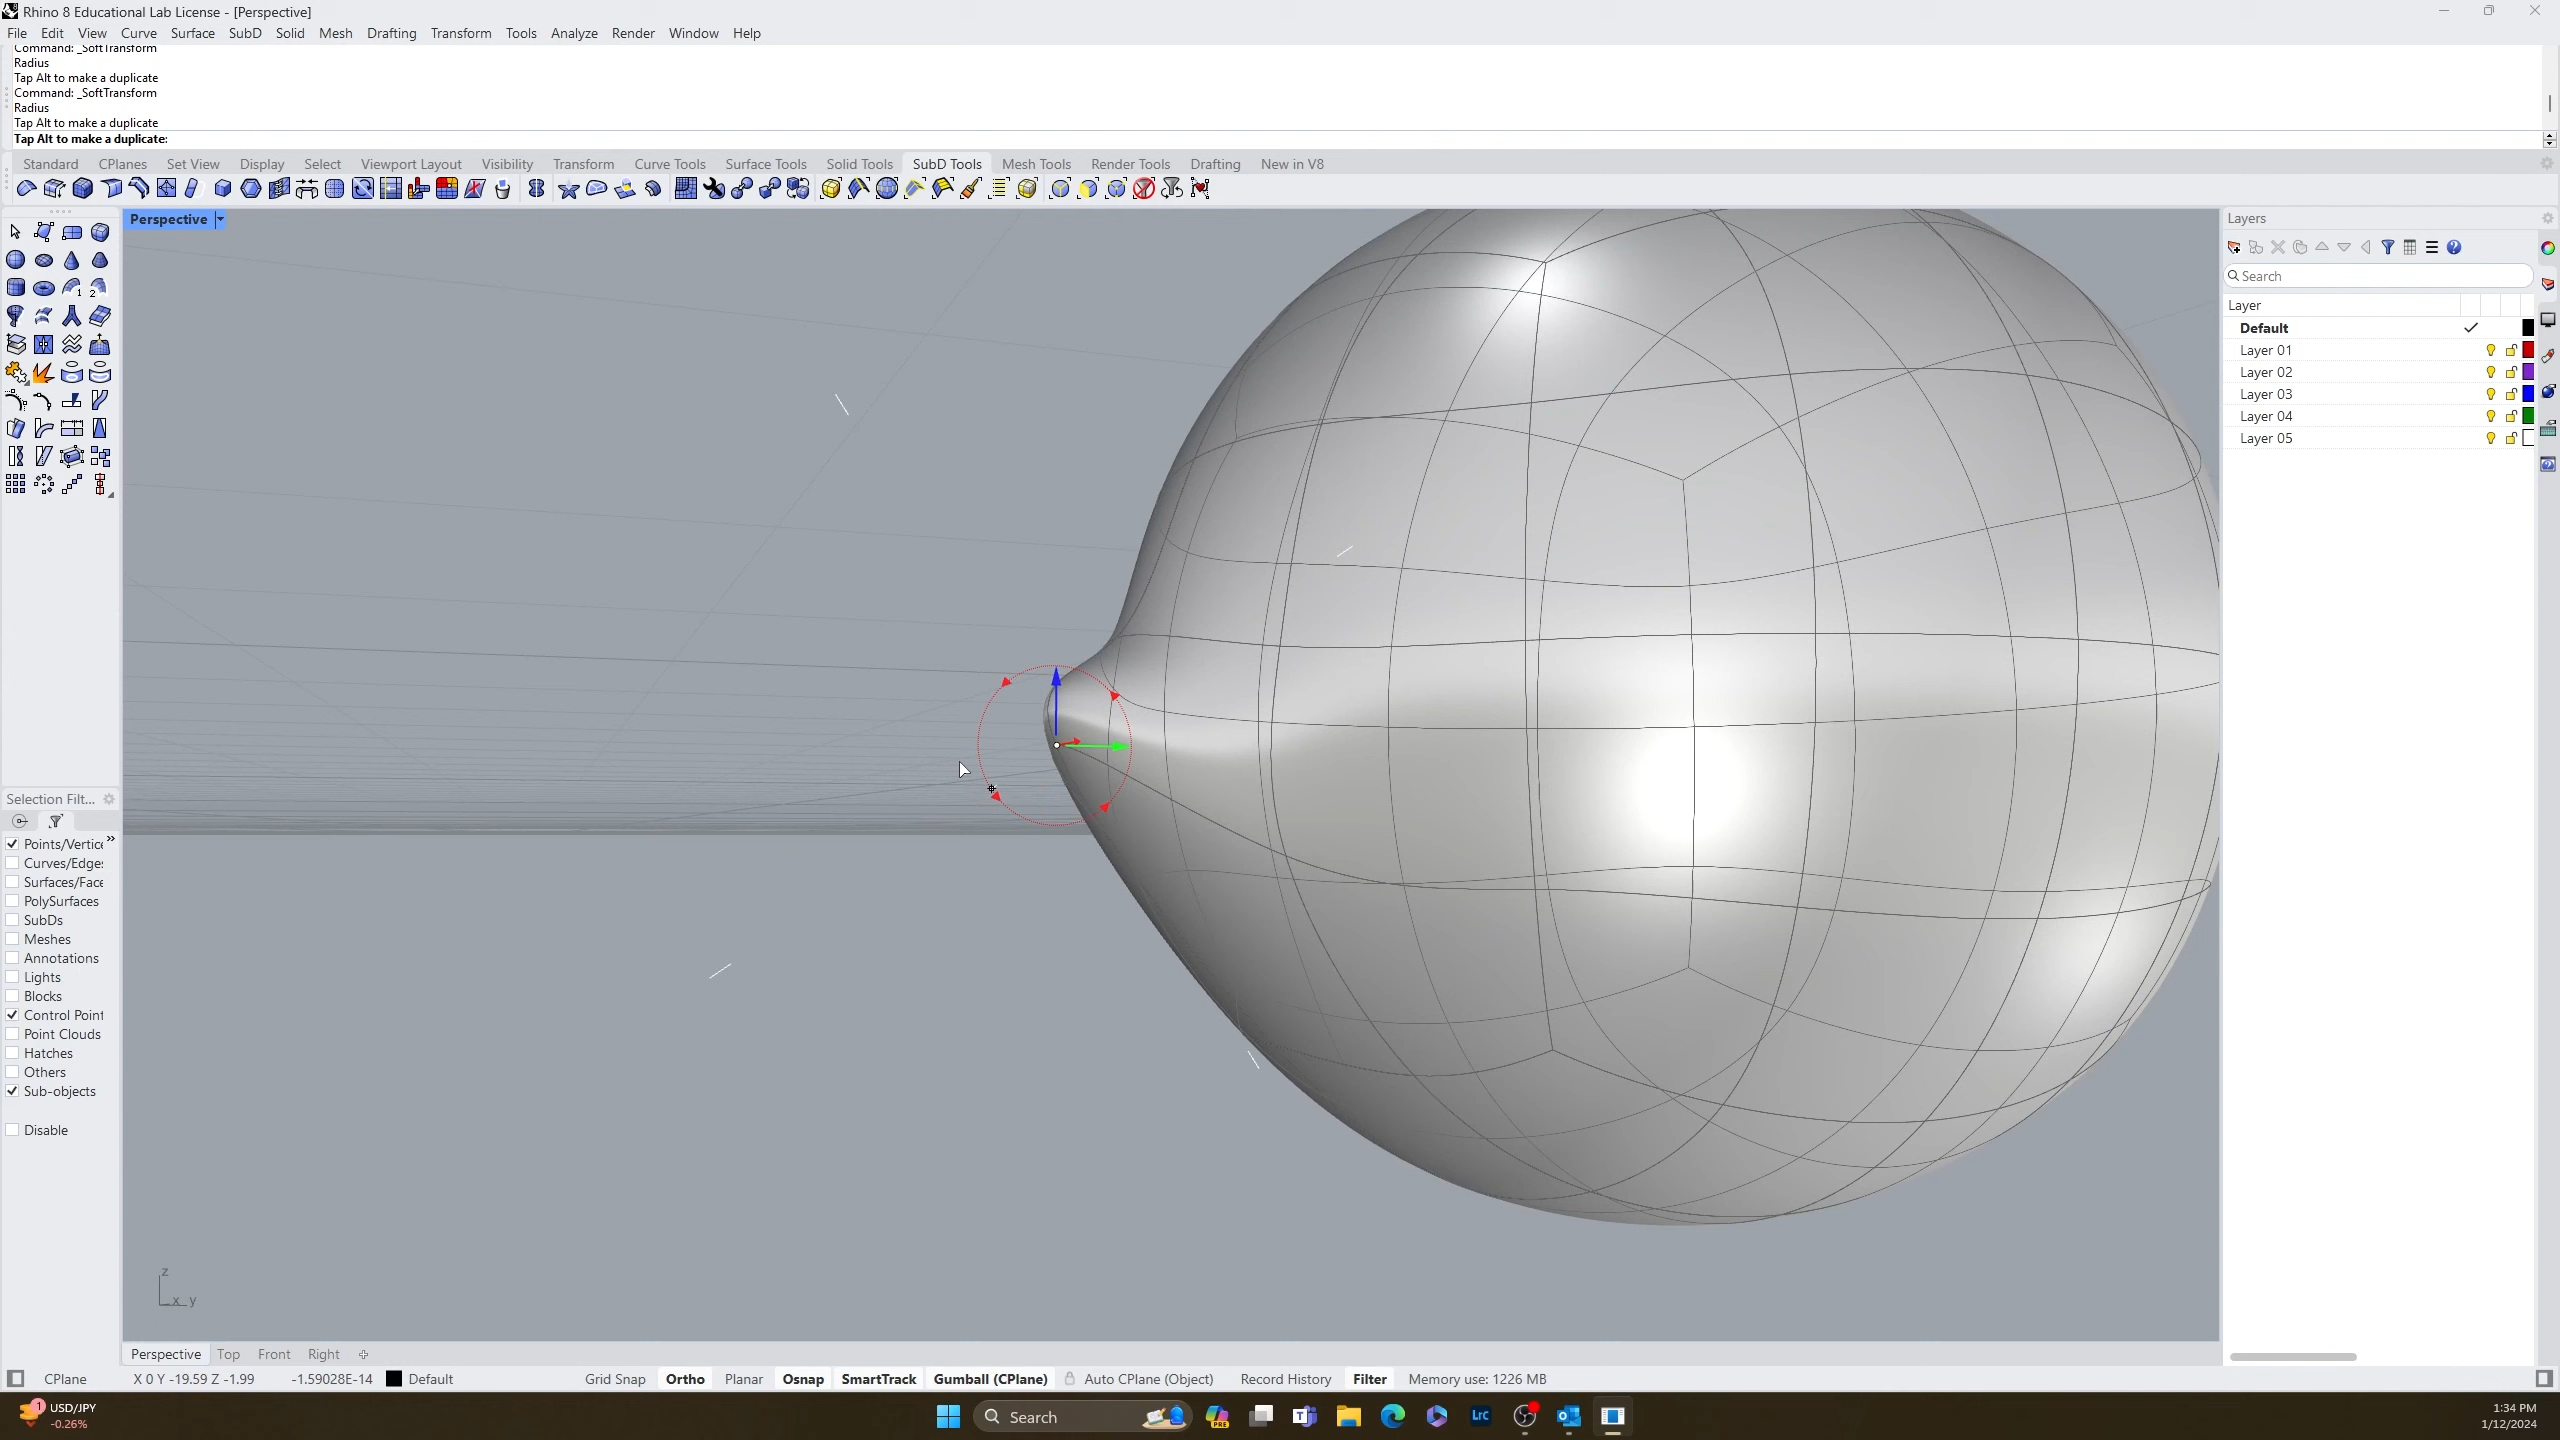 Rhino 8 Educational Lab License - [Perspective]
File Edit View Curve Surface SubD Solid Mesh Drafting Transform Tools Analyze Render Window Help
Command: _SoftTransform
Radius
Tap Alt to make a duplicate
Command: _SoftTransform
Radius
Tap Alt to make a duplicate
Tap Alt to make a duplicate:
Standard CPlanes Set View Display Select Viewport Layout Visibility Transform Curve Tools Surface Tools Solid Tools SubD Tools Mesh Tools Render Tools Drafting New in V8
Perspective
Layers
Search
Layer
Default
Layer 01
Layer 02
Layer 03
Layer 04
Layer 05
Selection Filt...
Points/Vertice
Curves/Edge
Surfaces/Face
PolySurfaces
SubDs
Meshes
Annotations
Lights
Blocks
Control Point
Point Clouds
Hatches
Others
Sub-objects
Disable
z
x y
Perspective Top Front Right
CPlane X 0 Y -19.59 Z -1.99 -1.59028E-14 Default Grid Snap Ortho Planar Osnap SmartTrack Gumball (CPlane) Auto CPlane (Object) Record History Filter Memory use: 1226 MB
1 USD/JPY
-0.26%
Search
PRE
Lrc
1:34 PM
1/12/2024